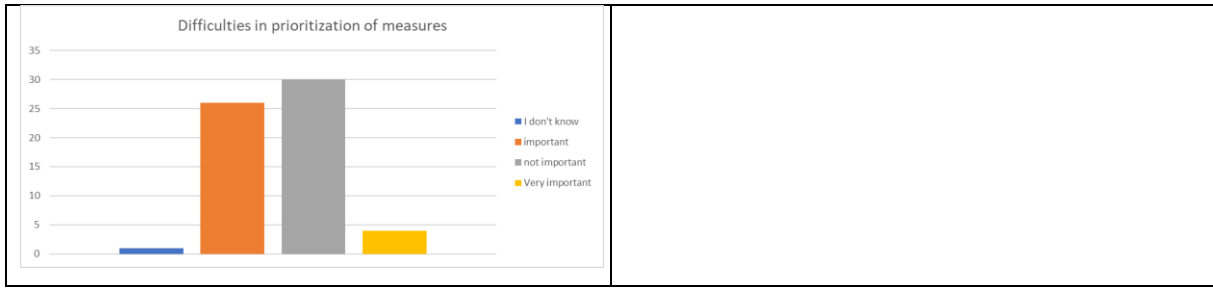 Difficulties in prioritization of measures
35
30
25
20
15
10
5
0
I don't know
important
not important
Very important